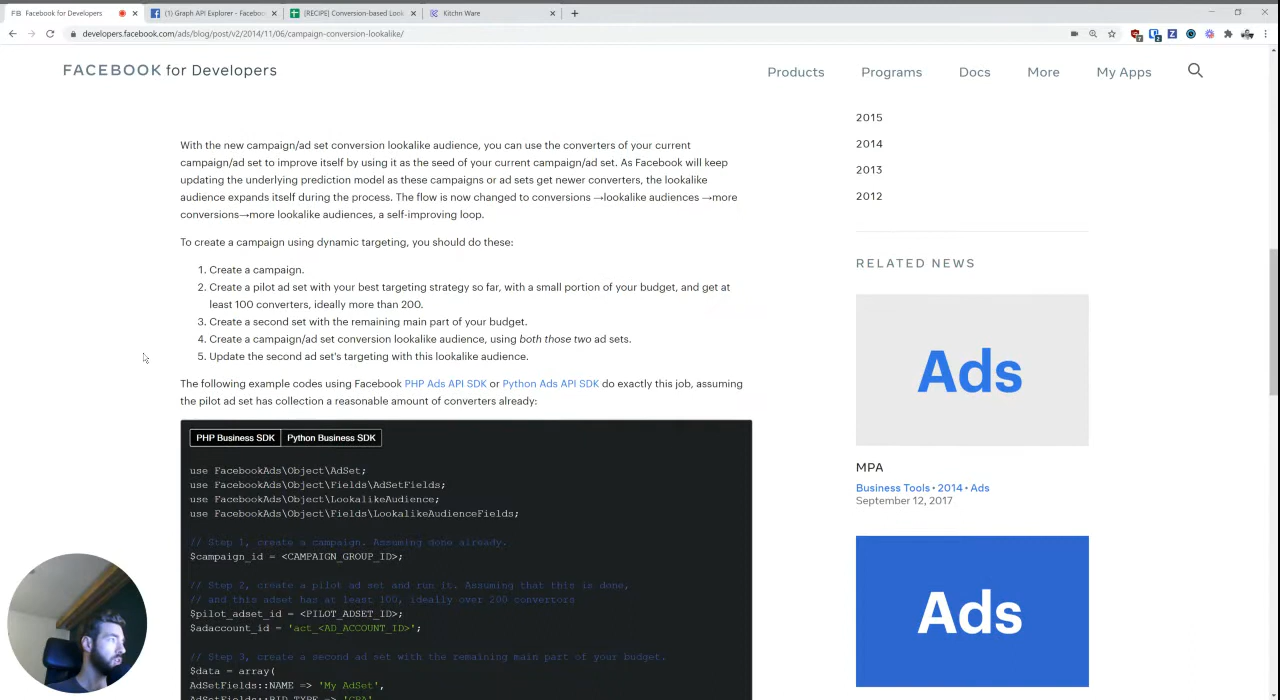 Facebook for Developers
(1) Graph API Explorer - Faceboo
[RECIPE] Conversion-based Look
Kitchn Ware
developers.facebook.com/ads/blog/post/v2/2014/11/06/campaign-conversion-lookalike/
FACEBOOK for Developers
Products
Programs
Docs
More
My Apps
With the new campaign/ad set conversion lookalike audience, you can use the converters of your current
campaign/ad set to improve itself by using it as the seed of your current campaign/ad set. As Facebook will keep
updating the underlying prediction model as these campaigns or ad sets get newer converters, the lookalike
audience expands itself during the process. The flow is now changed to conversions →lookalike audiences →more
conversions→more lookalike audiences, a self-improving loop.
To create a campaign using dynamic targeting, you should do these:
1. Create a campaign.
2. Create a pilot ad set with your best targeting strategy so far, with a small portion of your budget, and get at
least 100 converters, ideally more than 200.
3. Create a second set with the remaining main part of your budget.
4. Create a campaign/ad set conversion lookalike audience, using both those two ad sets.
5. Update the second ad set's targeting with this lookalike audience.
The following example codes using Facebook PHP Ads API SDK or Python Ads API SDK do exactly this job, assuming
the pilot ad set has collection a reasonable amount of converters already:
PHP Business SDK
Python Business SDK
use FacebookAds\Object\AdSet;
use FacebookAds\Object\Fields\AdSetFields;
use FacebookAds\Object\LookalikeAudience;
use FacebookAds\Object\Fields\LookalikeAudienceFields;
// Step 1, create a campaign. Assuming done already.
$campaign_id = <CAMPAIGN_GROUP_ID>;
// Step 2, create a pilot ad set and run it. Assuming that this is done,
// and this adset has at least 100, ideally over 200 convertors
$pilot_adset_id = <PILOT_ADSET_ID>;
$adaccount_id = 'act_<AD_ACCOUNT_ID>';
// Step 3, create a second ad set with the remaining main part of your budget.
$data = array(
AdSetFields::NAME => 'My AdSet',
AdSetFields::BID_TYPE => 'CPA',
2015
2014
2013
2012
RELATED NEWS
Ads
MPA
Business Tools • 2014 • Ads
September 12, 2017
Ads